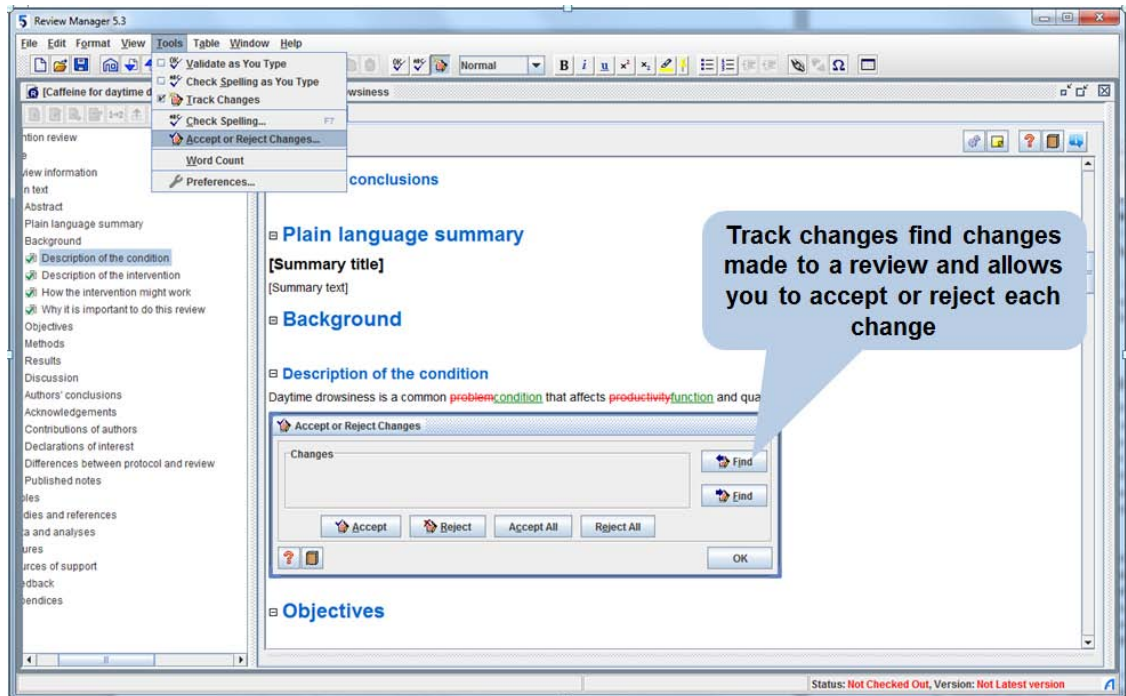 Review Manager 5.3
File Edit Format View Tools Table Window Help
Normal
B i u x² x₂
Ω
Validate as You Type
Check Spelling as You Type
Track Changes
Check Spelling... F7
Accept or Reject Changes...
Word Count
Preferences...
[Caffeine for daytime d
wsiness
ntion review
iew information
n text
Abstract
Plain language summary
Background
Description of the condition
Description of the intervention
How the intervention might work
Why it is important to do this review
Objectives
Methods
Results
Discussion
Authors' conclusions
Acknowledgements
Contributions of authors
Declarations of interest
Differences between protocol and review
Published notes
dies and references
a and analyses
ures
urces of support
edback
endices
conclusions
Plain language summary
[Summary title]
[Summary text]
Background
Description of the condition
Daytime drowsiness is a common problemcondition that affects productivityfunction and qua
Accept or Reject Changes
Changes
Find
Find
Accept Reject Accept All Reject All
OK
Objectives
Track changes find changes
made to a review and allows
you to accept or reject each
change
Status: Not Checked Out, Version: Not Latest version